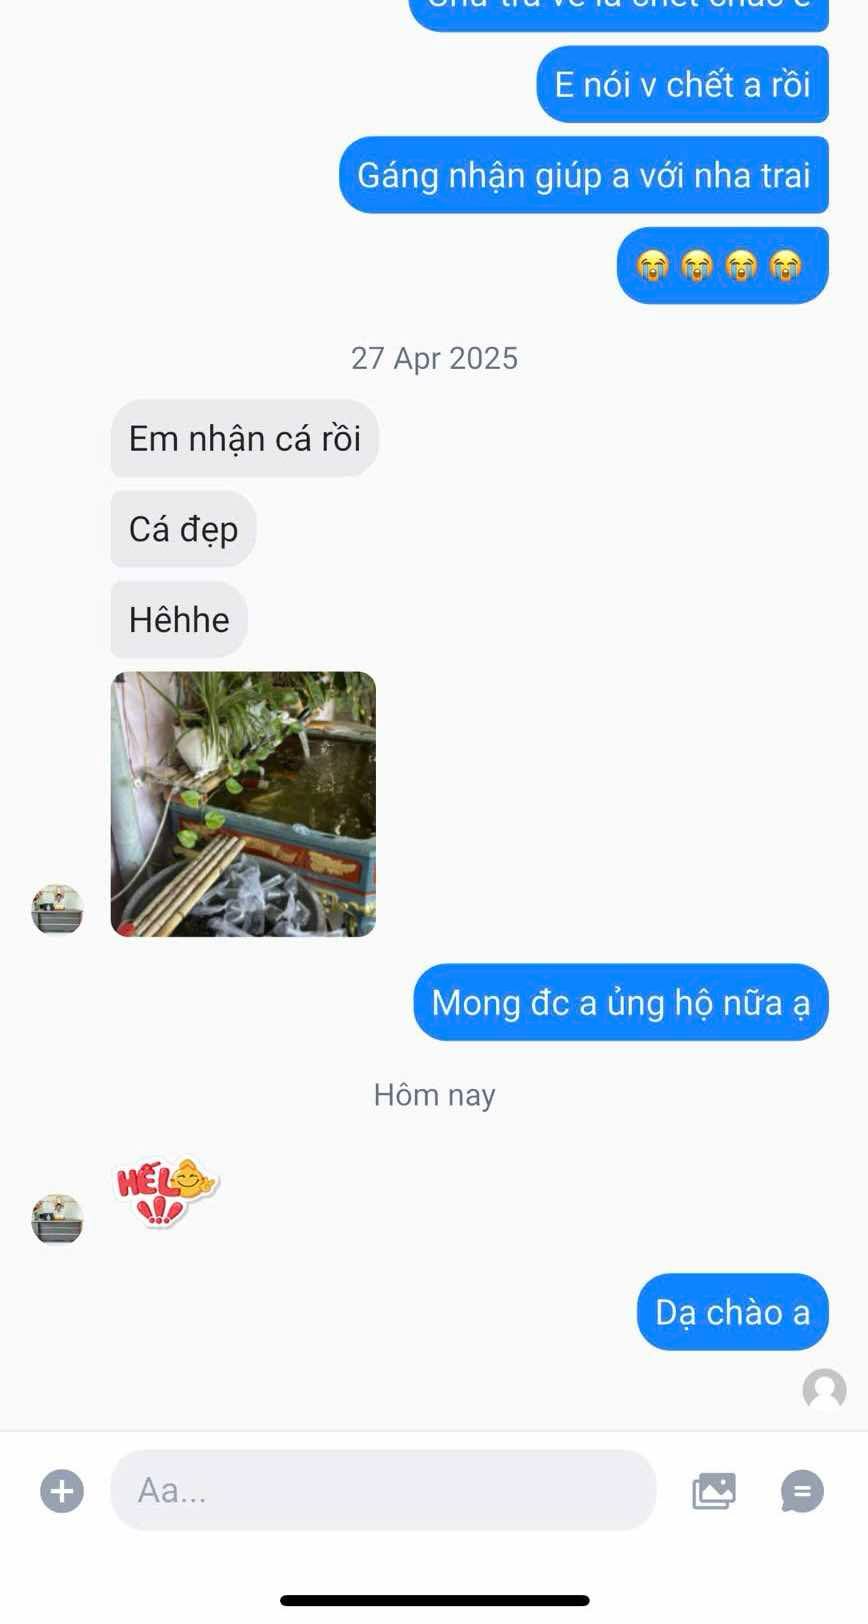 E nói v chết a rồi
Gáng nhận giúp a với nha trai
😭😭😭😭
27 Apr 2025
Em nhận cá rồi
Cá đẹp
Hêhhe
Mong đc a ủng hộ nữa ạ
Hôm nay
HẾL
!!!
Dạ chào a
Aa...